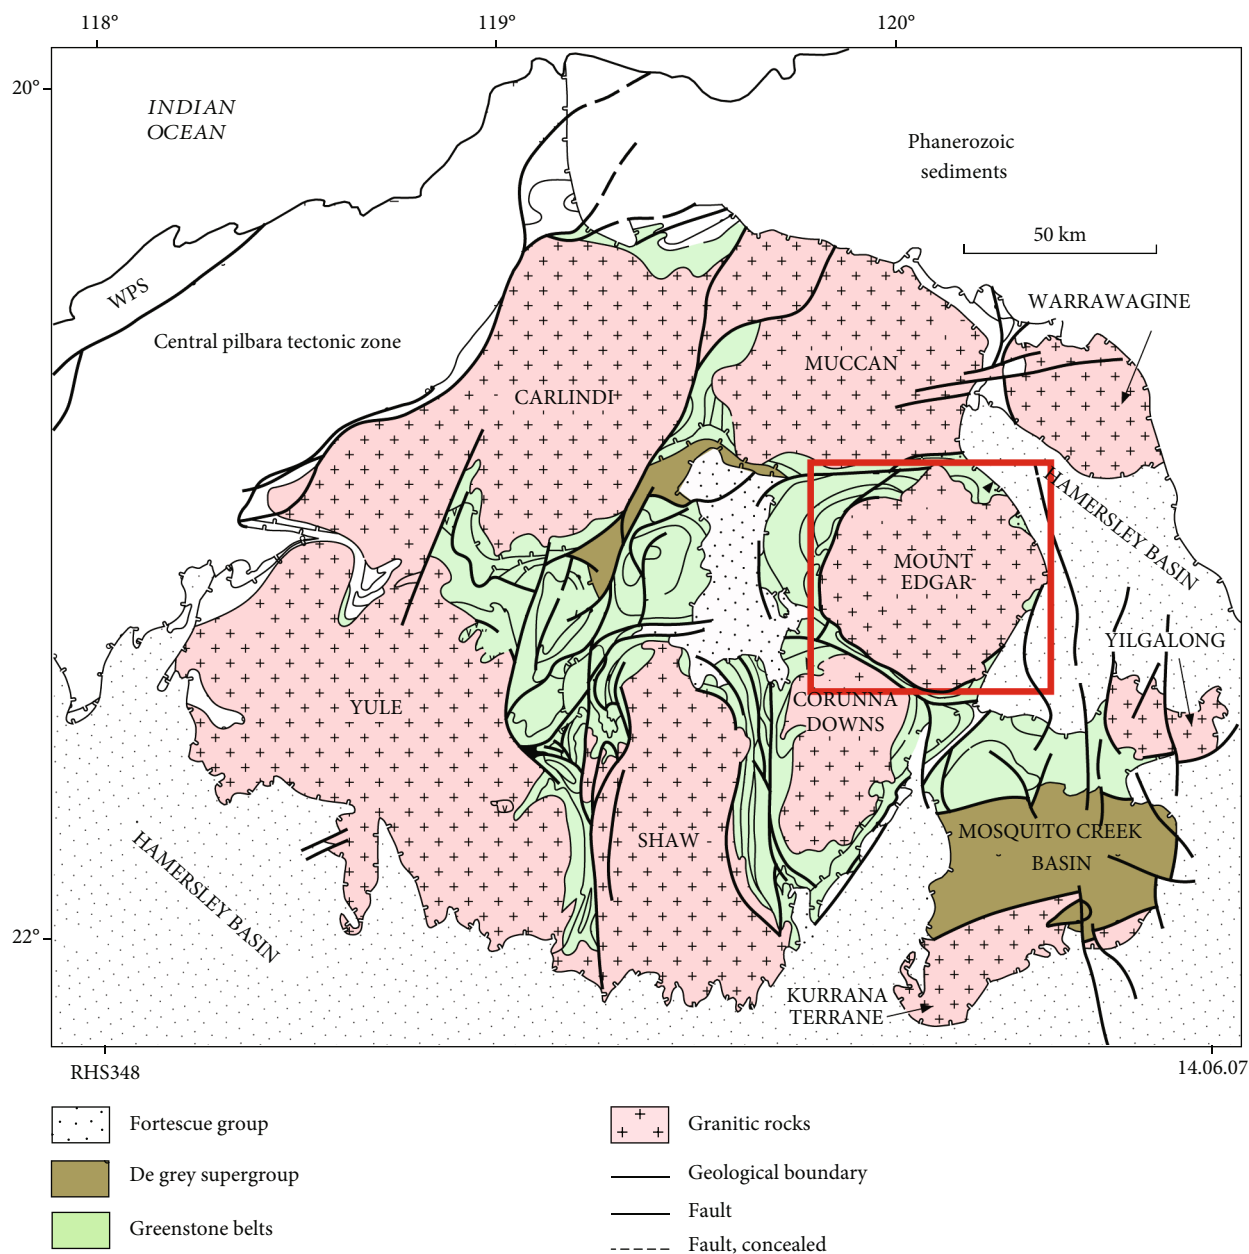 118°
119°
120°
20°
INDIAN
OCEAN
Phanerozoic
sediments
50 km
WPS
WARRAWAGINE
Central pilbara tectonic zone
MUCCAN
CARLINDI
HAMERSLEY BASIN
MOUNT
EDGAR
YILGALONG
YULE
CORUNNA
DOWNS
SHAW
MOSQUITO CREEK
BASIN
HAMERSLEY BASIN
22°
KURRANA
TERRANE
RHS348
14.06.07
Fortescue group
De grey supergroup
Greenstone belts
Granitic rocks
Geological boundary
Fault
Fault, concealed